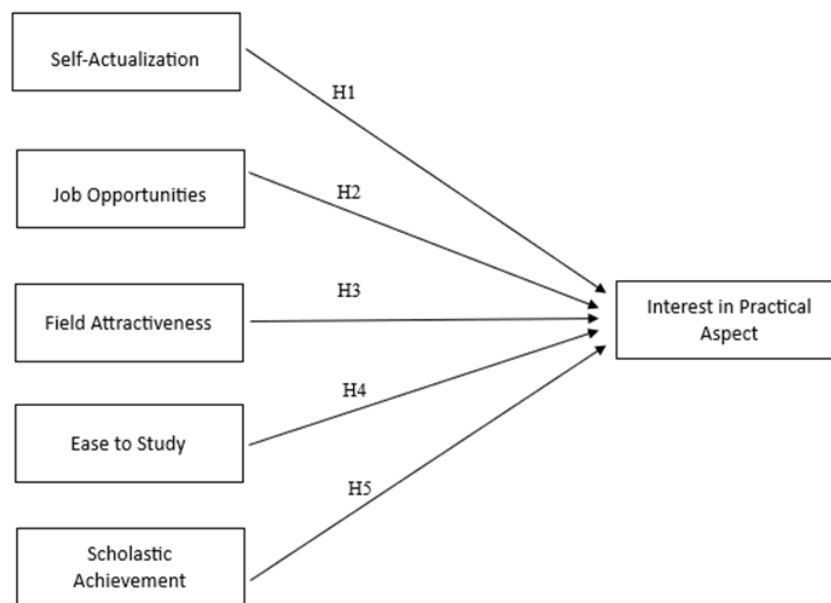 Self-Actualization
H1
Job Opportunities
H2
Field Attractiveness
H3
Interest in Practical
Aspect
Ease to Study
H4
Scholastic
Achievement
H5